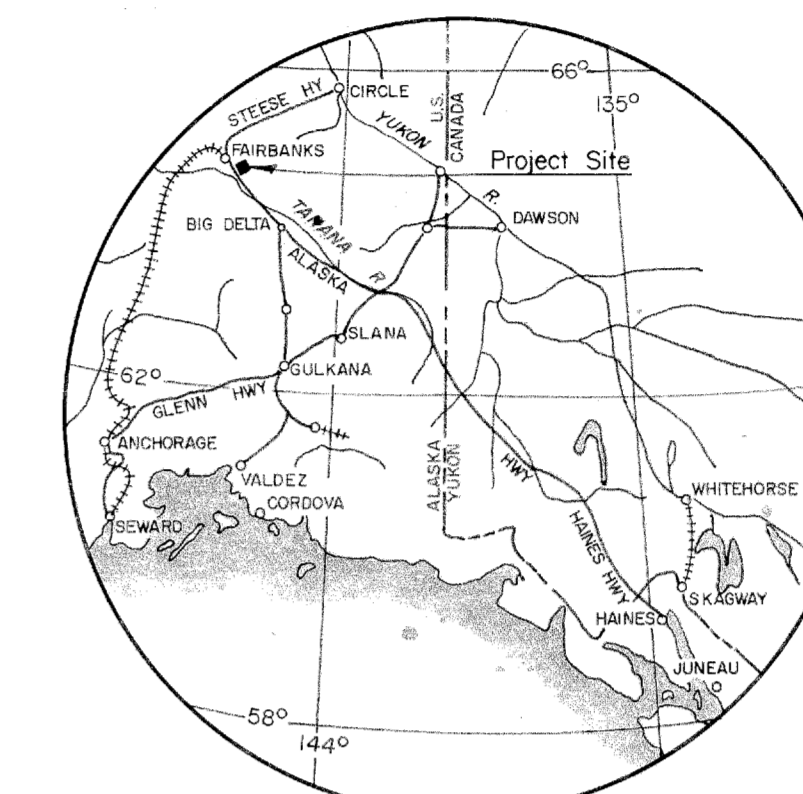 66°
135°
STEESE HY
CIRCLE
U.S.
CANADA
YUKON
R.
FAIRBANKS
Project Site
BIG DELTA
TANANA
R
DAWSON
ALASKA
HWY
SLANA
GULKANA
62°
GLENN HWY
ANCHORAGE
VALDEZ
CORDOVA
SEWARD
ALASKA
YUKON
WHITEHORSE
HAINES HWY
SKAGWAY
HAINES
JUNEAU
58°
144°